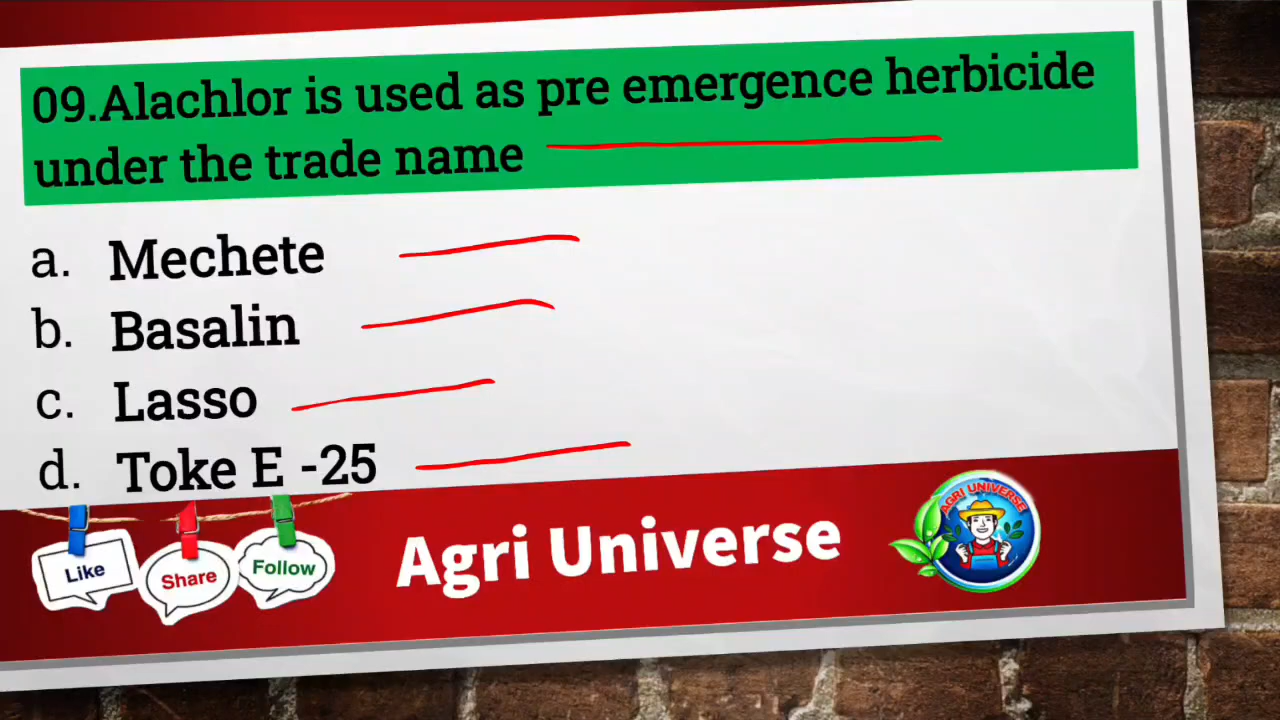 09.Alachlor is used as pre emergence herbicide
under the trade name
a. Mechete
b. Basalin
c. Lasso
d. Toke E -25
Like
Share
Follow
Agri Universe
AGRI UNIVERSE